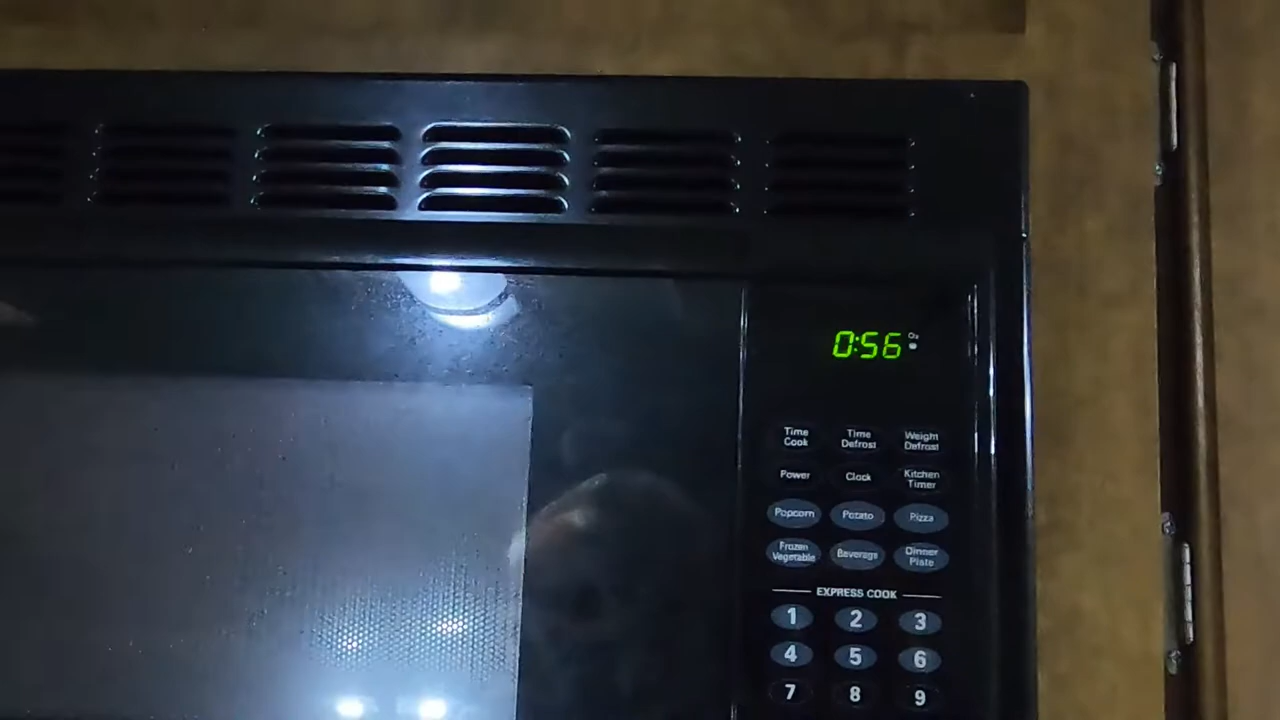 0:56
Time Cook Time Defrost Weight Defrost
Power Clock Kitchen Timer
Popcorn Potato Pizza
Frozen Vegetable Beverage Dinner Plate
EXPRESS COOK
1 2 3
4 5 6
7 8 9